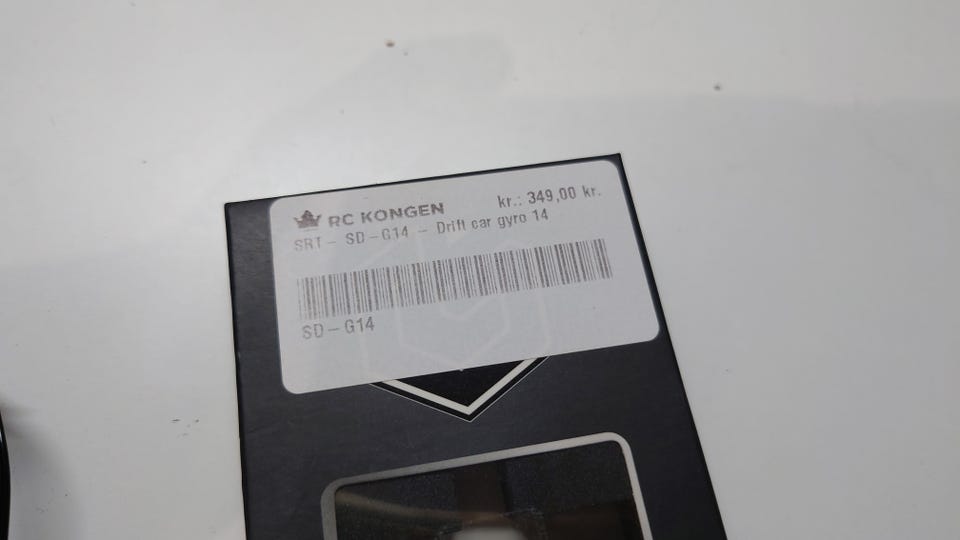 RC KONGEN
kr.: 349,00 kr.
SRT - SD-G14 - Drift car gyro 14
SD-G14